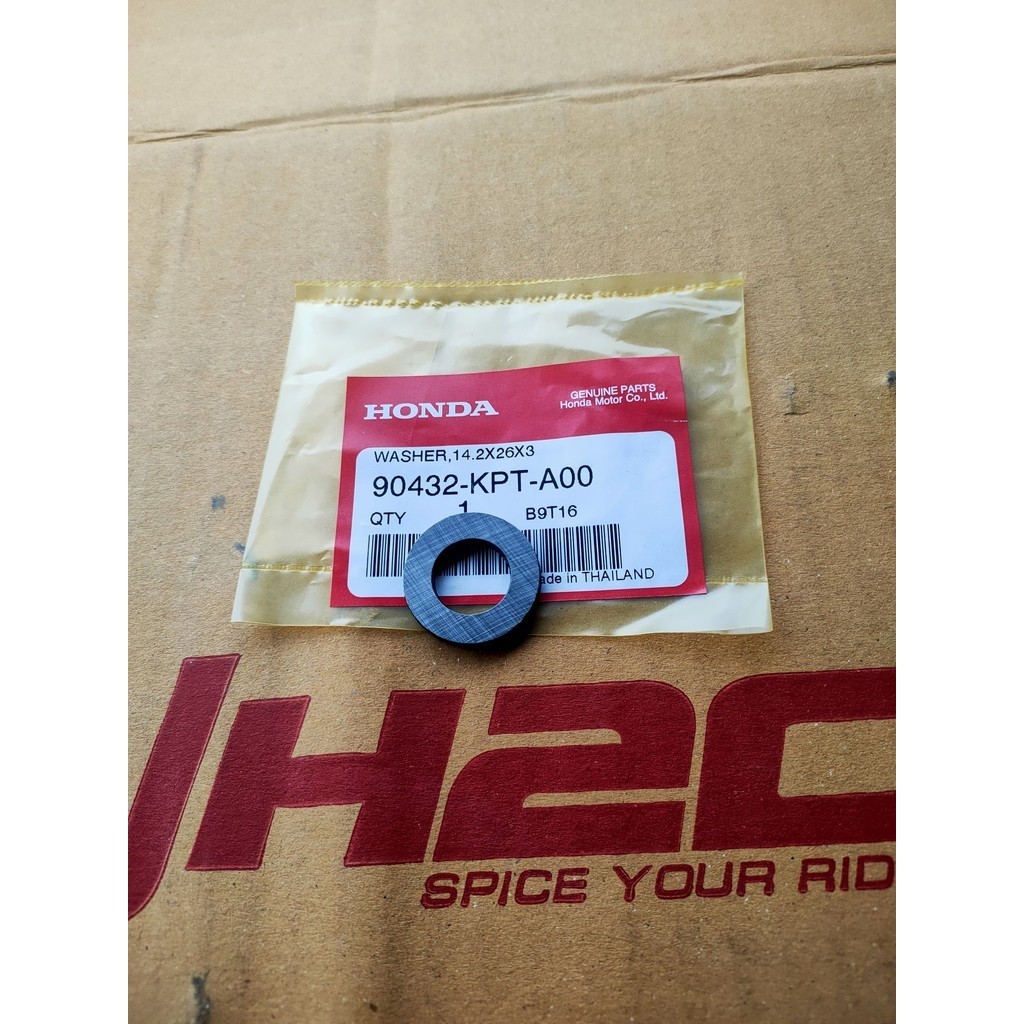 HONDA
GENUINE PARTS
Honda Motor Co., Ltd.
WASHER,14.2X26X3
90432-KPT-A00
QTY 1 B9T16
ade in THAILAND
H2C
SPICE YOUR RID